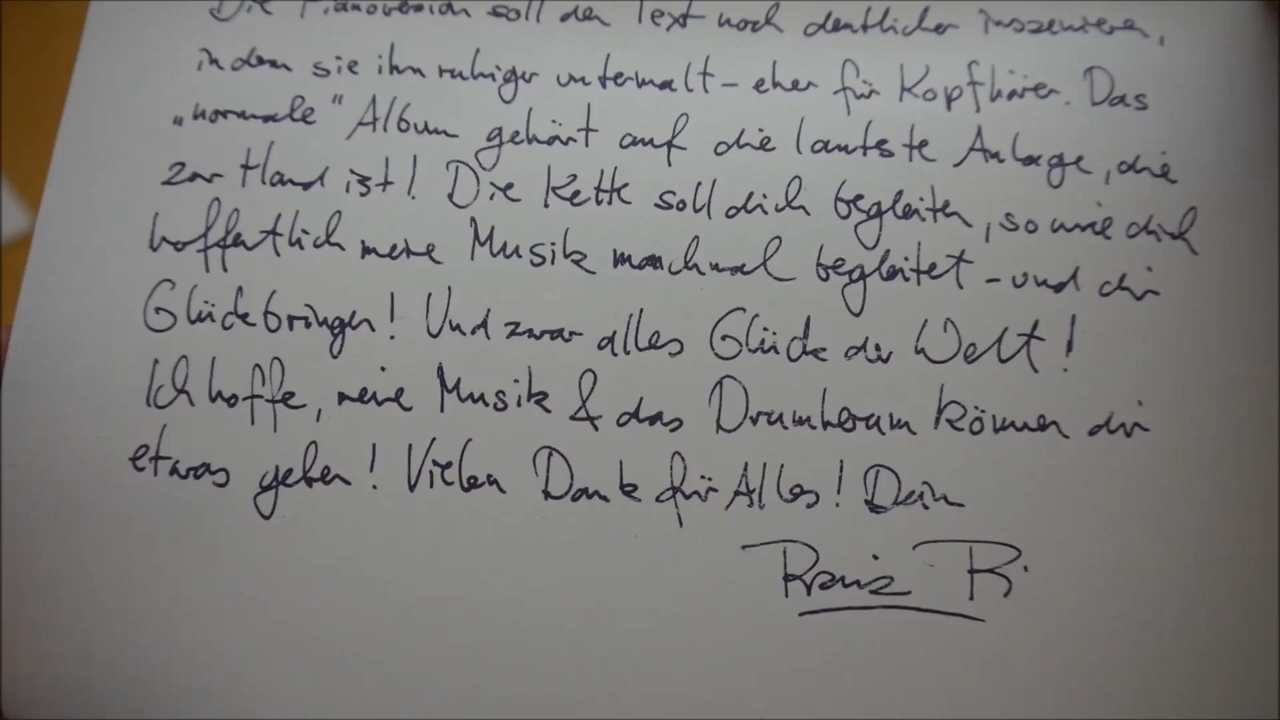 Die Pianoversion soll den Text noch deutlicher inszenieren,
indem sie ihn ruhiger untermalt – eher für Kopfhörer. Das
„normale“ Album gehört auf die lauteste Anlage, die
zur Hand ist! Die Kette soll dich begleiten, so wie dich
hoffentlich meine Musik manchmal begleitet – und dir
Glück bringen! Und zwar alles Glück der Welt!
Ich hoffe, meine Musik & das Drumherum können dir
etwas geben! Vielen Dank für Alles! Dein